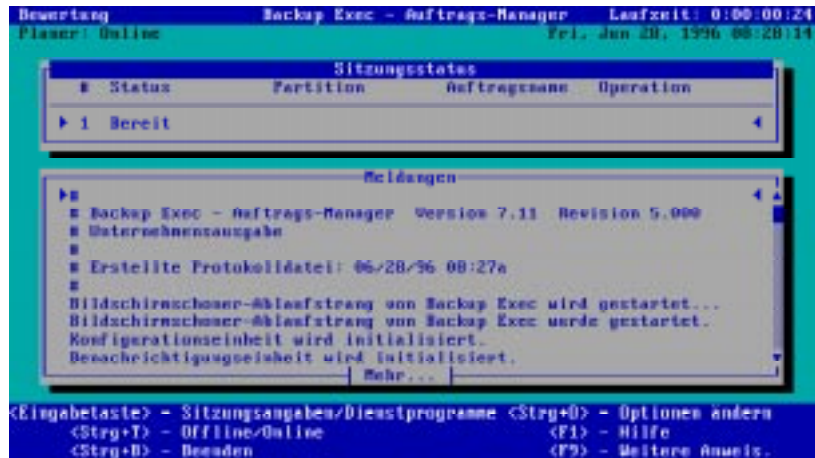 Bewertung Backup Exec - Auftrags-Manager Laufzeit: 0:00:00:24
Planer: Online Fri, Jun 28, 1996 08:28:14
Sitzungsstatus
# Status Partition Auftragsname Operation
1 Bereit
Meldungen
#
# Backup Exec - Auftrags-Manager Version 7.11 Revision 5.000
# Unternehmensausgabe
#
# Erstellte Protokolldatei: 06/28/96 08:27a
#
Bildschirmschoner-Ablaufstrang von Backup Exec wird gestartet...
Bildschirmschoner-Ablaufstrang von Backup Exec wurde gestartet.
Konfigurationseinheit wird initialisiert.
Benachrichtigungseinheit wird initialisiert.
Mehr...
<Eingabetaste> - Sitzungsangaben/Dienstprogramme <Strg+O> - Optionen ändern
<Strg+T> - Offline/Online <F1> - Hilfe
<Strg+B> - Beenden <F9> - Weitere Anweis.